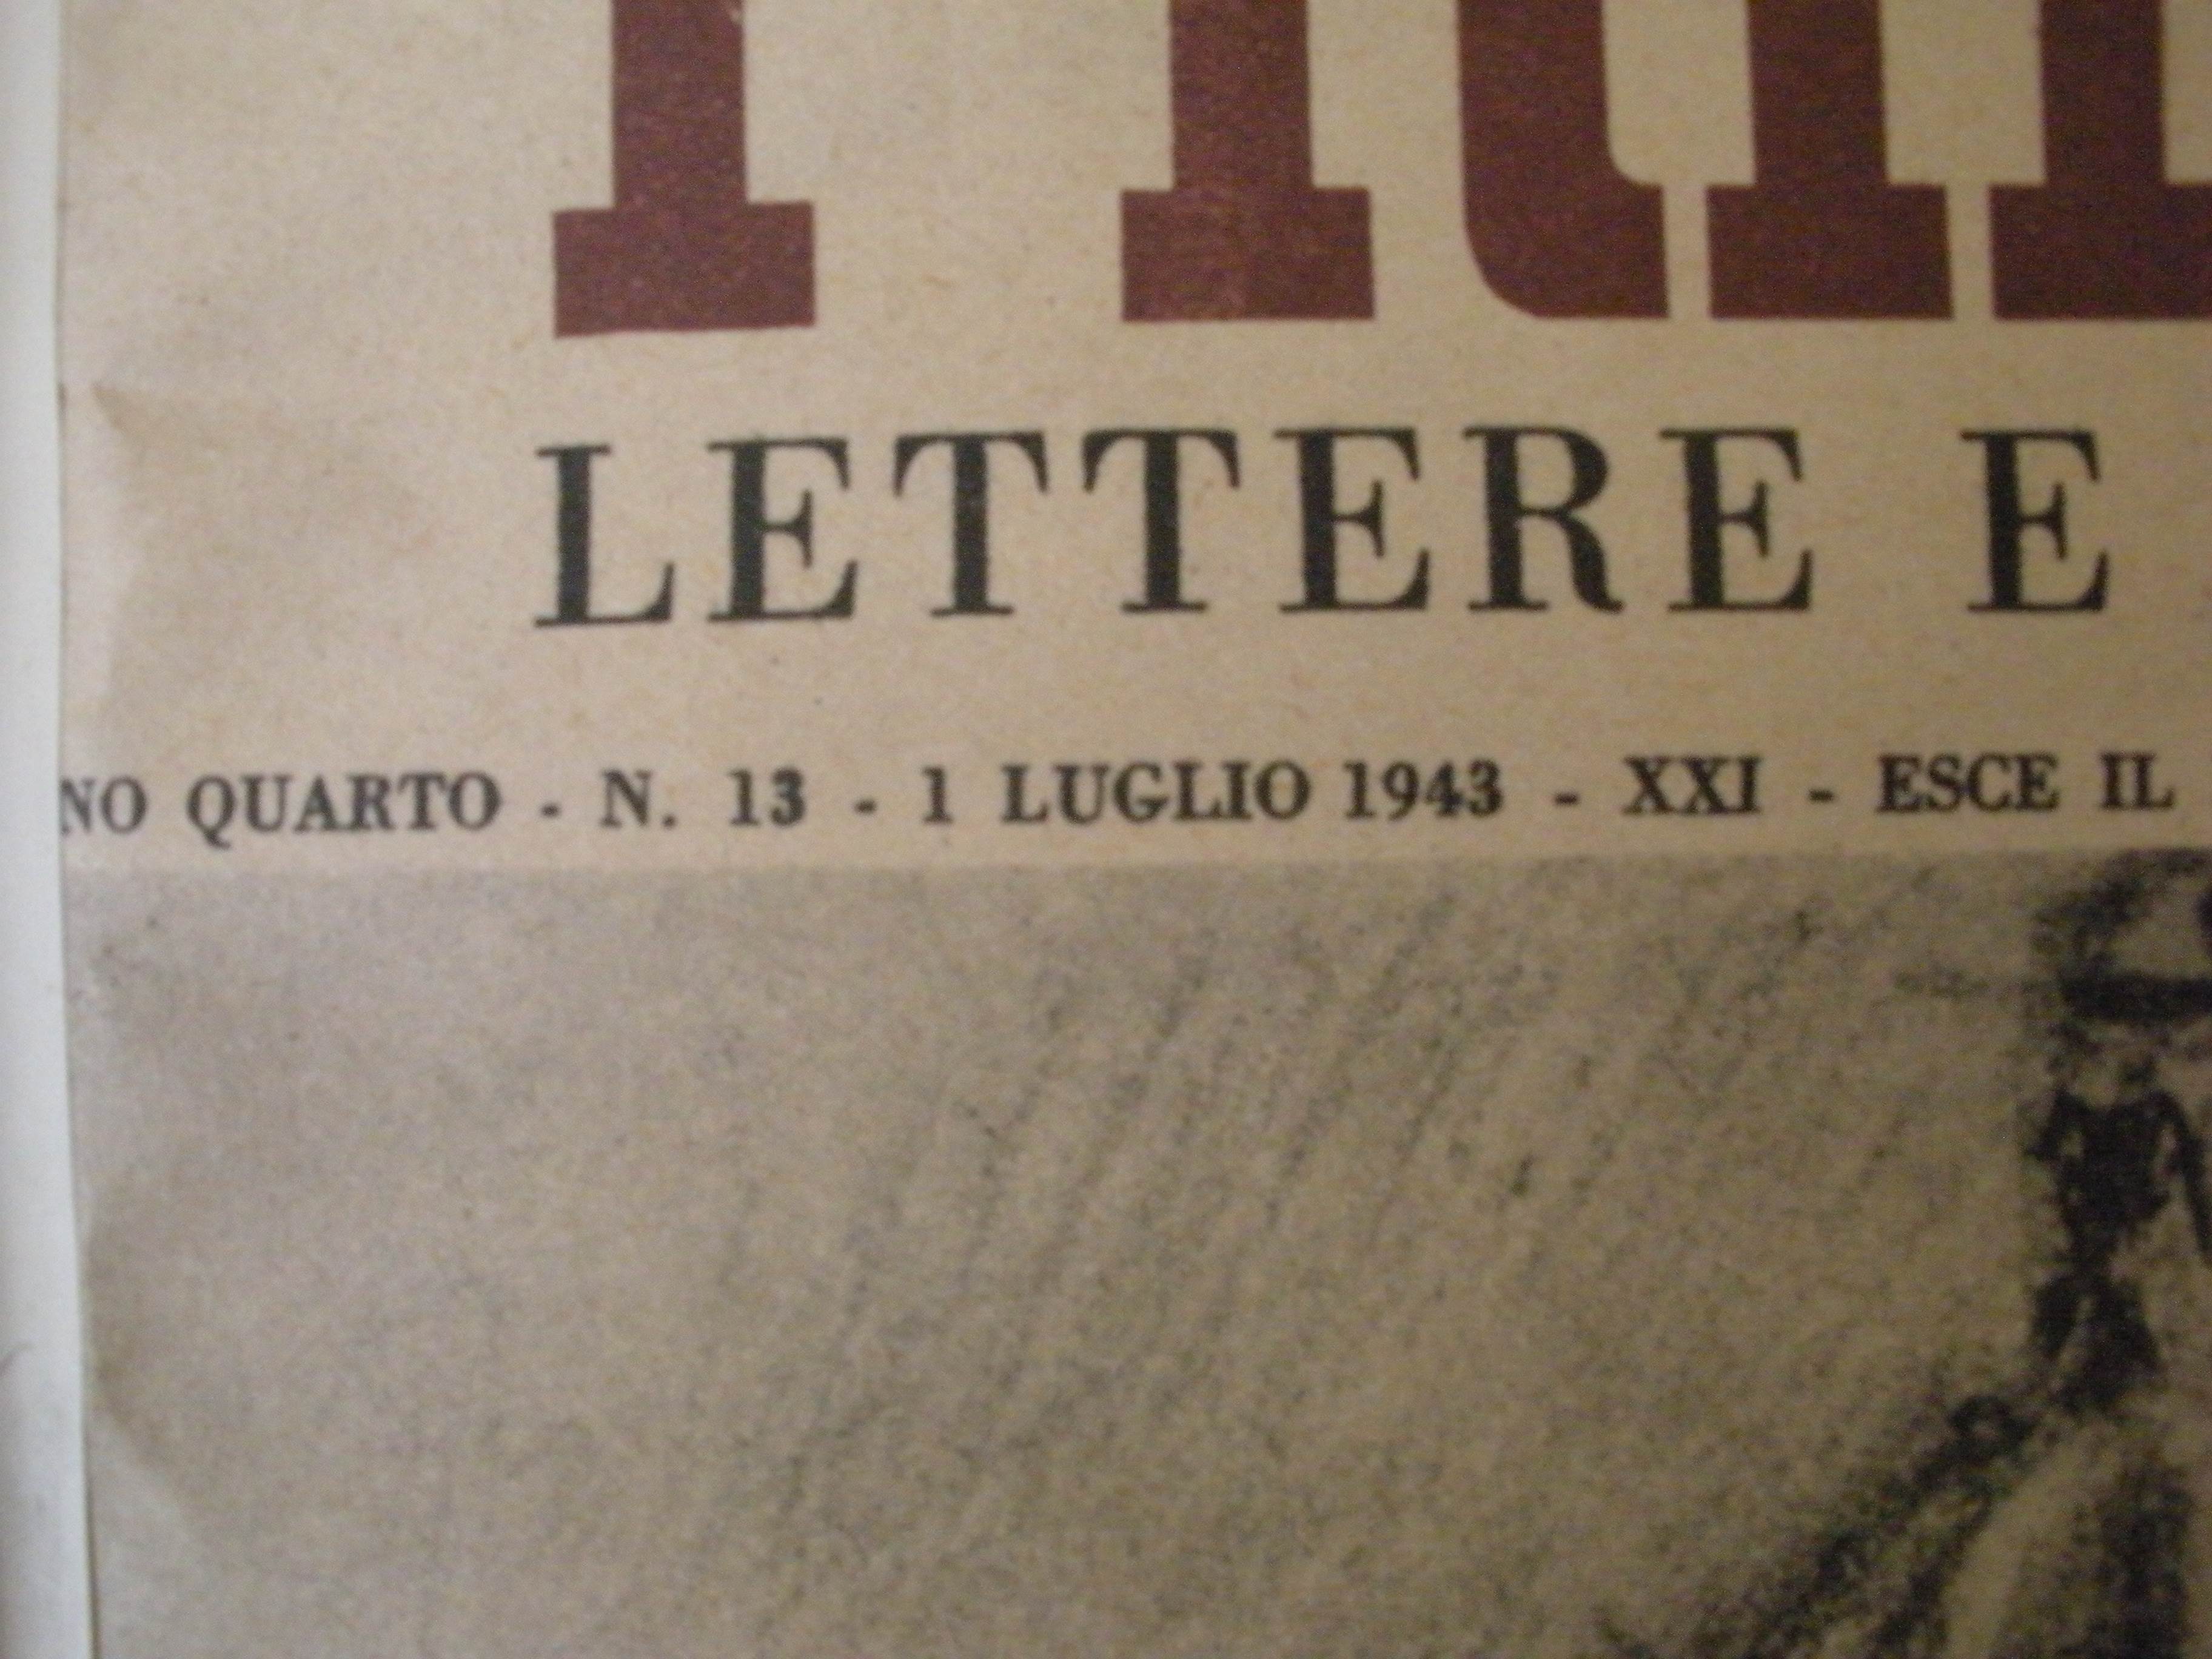 LETTERE E
NO QUARTO - N. 13 - 1 LUGLIO 1943 - XXI - ESCE IL